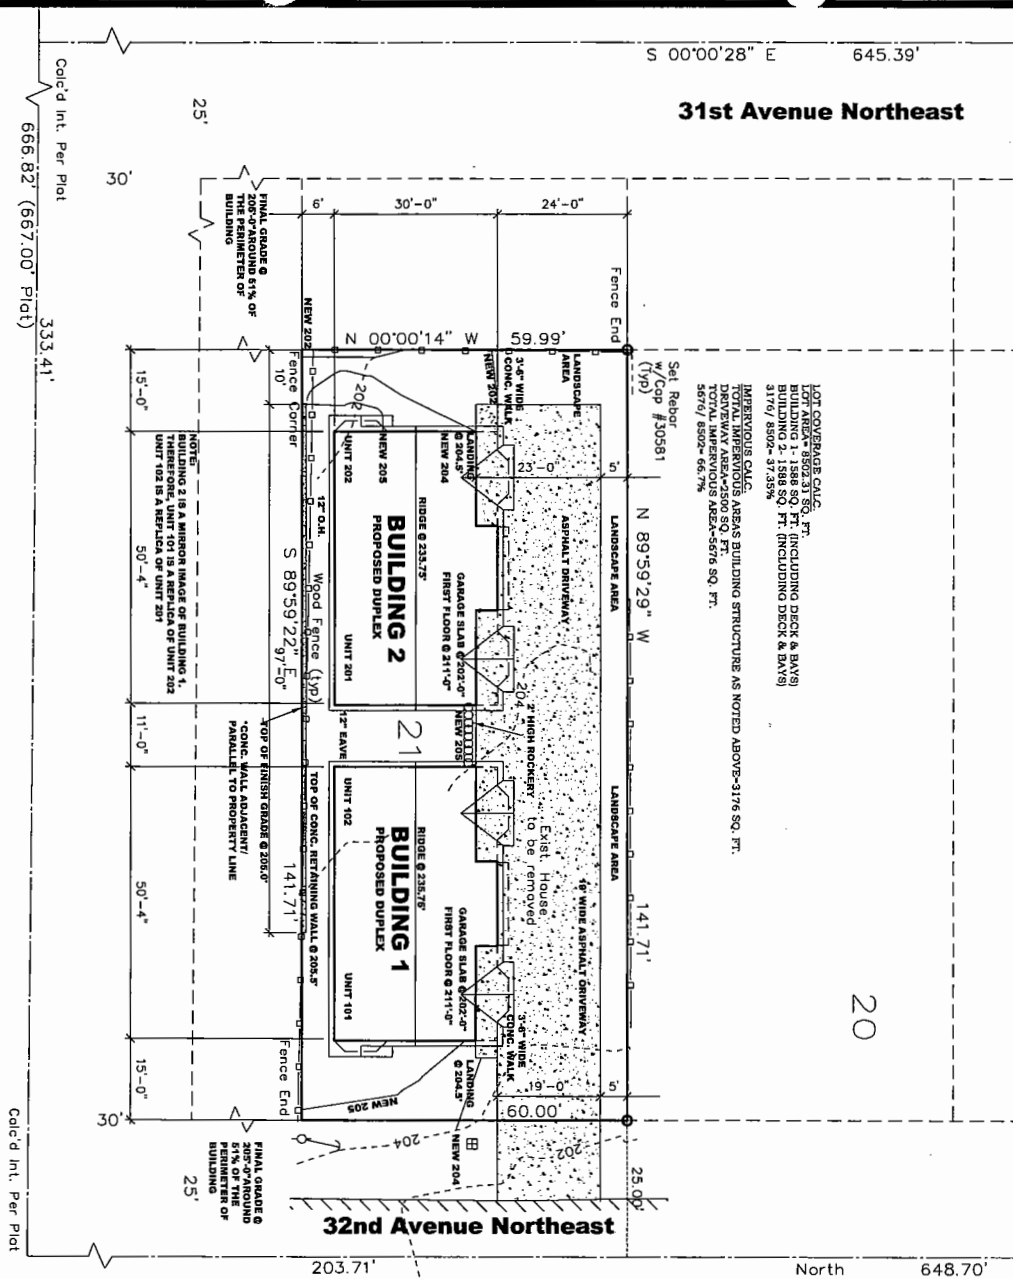 S 00°00'28" E 645.39'
31st Avenue Northeast
Calc'd Int. Per Plat
666.82' (667.00' Plat)
333.41'
25'
30'
6'
30'-0"
24'-0"
FINAL GRADE @
205'-0" AROUND 51% OF
THE PERIMETER OF
BUILDING
NEW 202
Fence End
N 00°00'14" W 59.99'
Fence Corner
10'
202
NEW 202
3'-6" WIDE
CONC. WALK
LANDSCAPE
AREA
Set Rebar
w/Cap #30581
(Typ)
LOT COVERAGE CALC.
LOT AREA= 8502.31 SQ. FT.
BUILDING 1- 1588 SQ. FT. (INCLUDING DECK & BAYS)
BUILDING 2- 1588 SQ. FT. (INCLUDING DECK & BAYS)
3176/ 8502= 37.35%
IMPERVIOUS CALC.
TOTAL IMPERVIOUS AREAS BUILDING STRUCTURE AS NOTED ABOVE=3176 SQ. FT.
DRIVEWAY AREA=2500 SQ. FT.
TOTAL IMPERVIOUS AREA=5676 SQ. FT.
5676/ 8502= 66.7%
15'-0"
50'-4"
11'-0"
50'-4"
15'-0"
NOTE:
BUILDING 2 IS A MIRROR IMAGE OF BUILDING 1.
THEREFORE, UNIT 101 IS A REPLICA OF UNIT 202
UNIT 102 IS A REPLICA OF UNIT 201
12" O.H.
Wood Fence (typ)
S 89°59'22" E
97'-0"
141.71'
UNIT 202
NEW 205
NEW 204
LANDING
@ 204.5'
23'-0"
5'
RIDGE @ 235.75'
BUILDING 2
PROPOSED DUPLEX
GARAGE SLAB @202'-0"
FIRST FLOOR @ 211'-0"
UNIT 201
ASPHALT DRIVEWAY
LANDSCAPE AREA
N 89°59'29" W
141.71'
12" EAVE
21
NEW 205
204
2' HIGH ROCKERY
Exist. House
to be removed
TOP OF FINISH GRADE @ 205.0'
*CONC. WALL ADJACENT/
PARALLEL TO PROPERTY LINE
TOP OF CONC. RETAINING WALL @ 205.5'
UNIT 102
RIDGE @ 235.75'
BUILDING 1
PROPOSED DUPLEX
GARAGE SLAB @202'-0"
FIRST FLOOR @ 211'-0"
UNIT 101
19' WIDE ASPHALT DRIVEWAY
LANDSCAPE AREA
20
3'-6" WIDE
CONC. WALK
Fence End
NEW 205
LANDING
@ 204.5'
19'-0"
5'
60.00'
30'
204
NEW 204
202
25.00'
FINAL GRADE @
205'-0" AROUND
51% OF THE
PERIMETER OF
BUILDING
25'
32nd Avenue Northeast
Calc'd Int. Per Plat
203.71'
North 648.70'